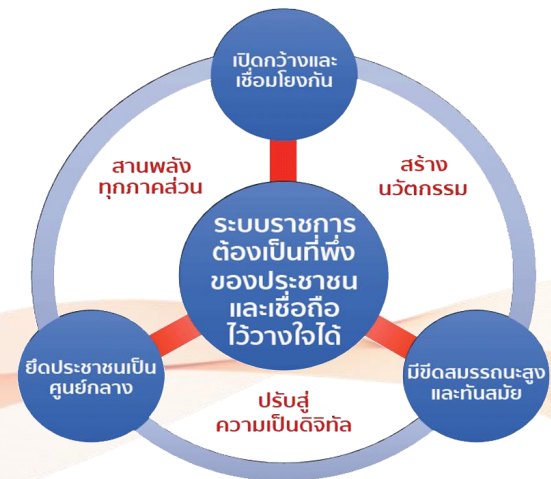 เปิดกว้างและ
เชื่อมโยงกัน
สานพลัง
ทุกภาคส่วน
สร้าง
นวัตกรรม
ระบบราชการ
ต้องเป็นที่พึ่ง
ของประชาชน
และเชื่อถือ
ไว้วางใจได้
ยึดประชาชนเป็น
ศูนย์กลาง
มีขีดสมรรถนะสูง
และทันสมัย
ปรับสู่
ความเป็นดิจิทัล